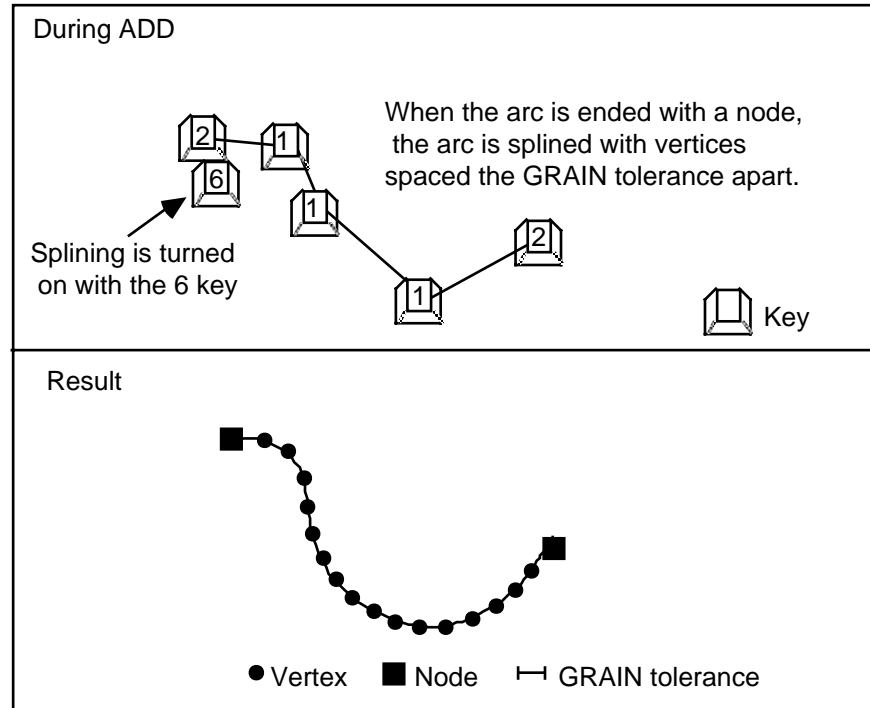 During ADD
When the arc is ended with a node,
the arc is splined with vertices
spaced the GRAIN tolerance apart.
2
1
6
1
2
1
Splining is turned
on with the 6 key
Key
Result
Vertex
Node
GRAIN tolerance